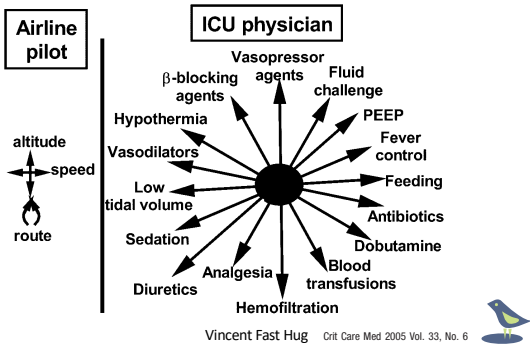 Airline
pilot
ICU physician
altitude
speed
route
Vasopressor
agents
β-blocking
agents
Fluid
challenge
Hypothermia
PEEP
Vasodilators
Fever
control
Low
tidal volume
Feeding
Sedation
Antibiotics
Diuretics
Dobutamine
Analgesia
Blood
transfusions
Hemofiltration
Vincent Fast Hug Crit Care Med 2005 Vol. 33, No. 6